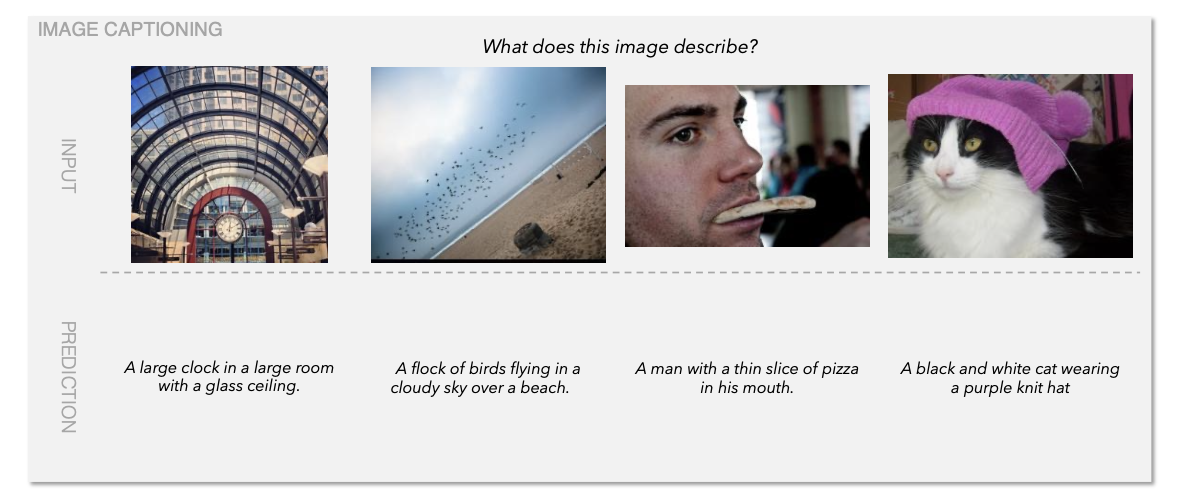 IMAGE CAPTIONING
What does this image describe?
INPUT
PREDICTION
A large clock in a large room
with a glass ceiling.
A flock of birds flying in a
cloudy sky over a beach.
A man with a thin slice of pizza
in his mouth.
A black and white cat wearing
a purple knit hat